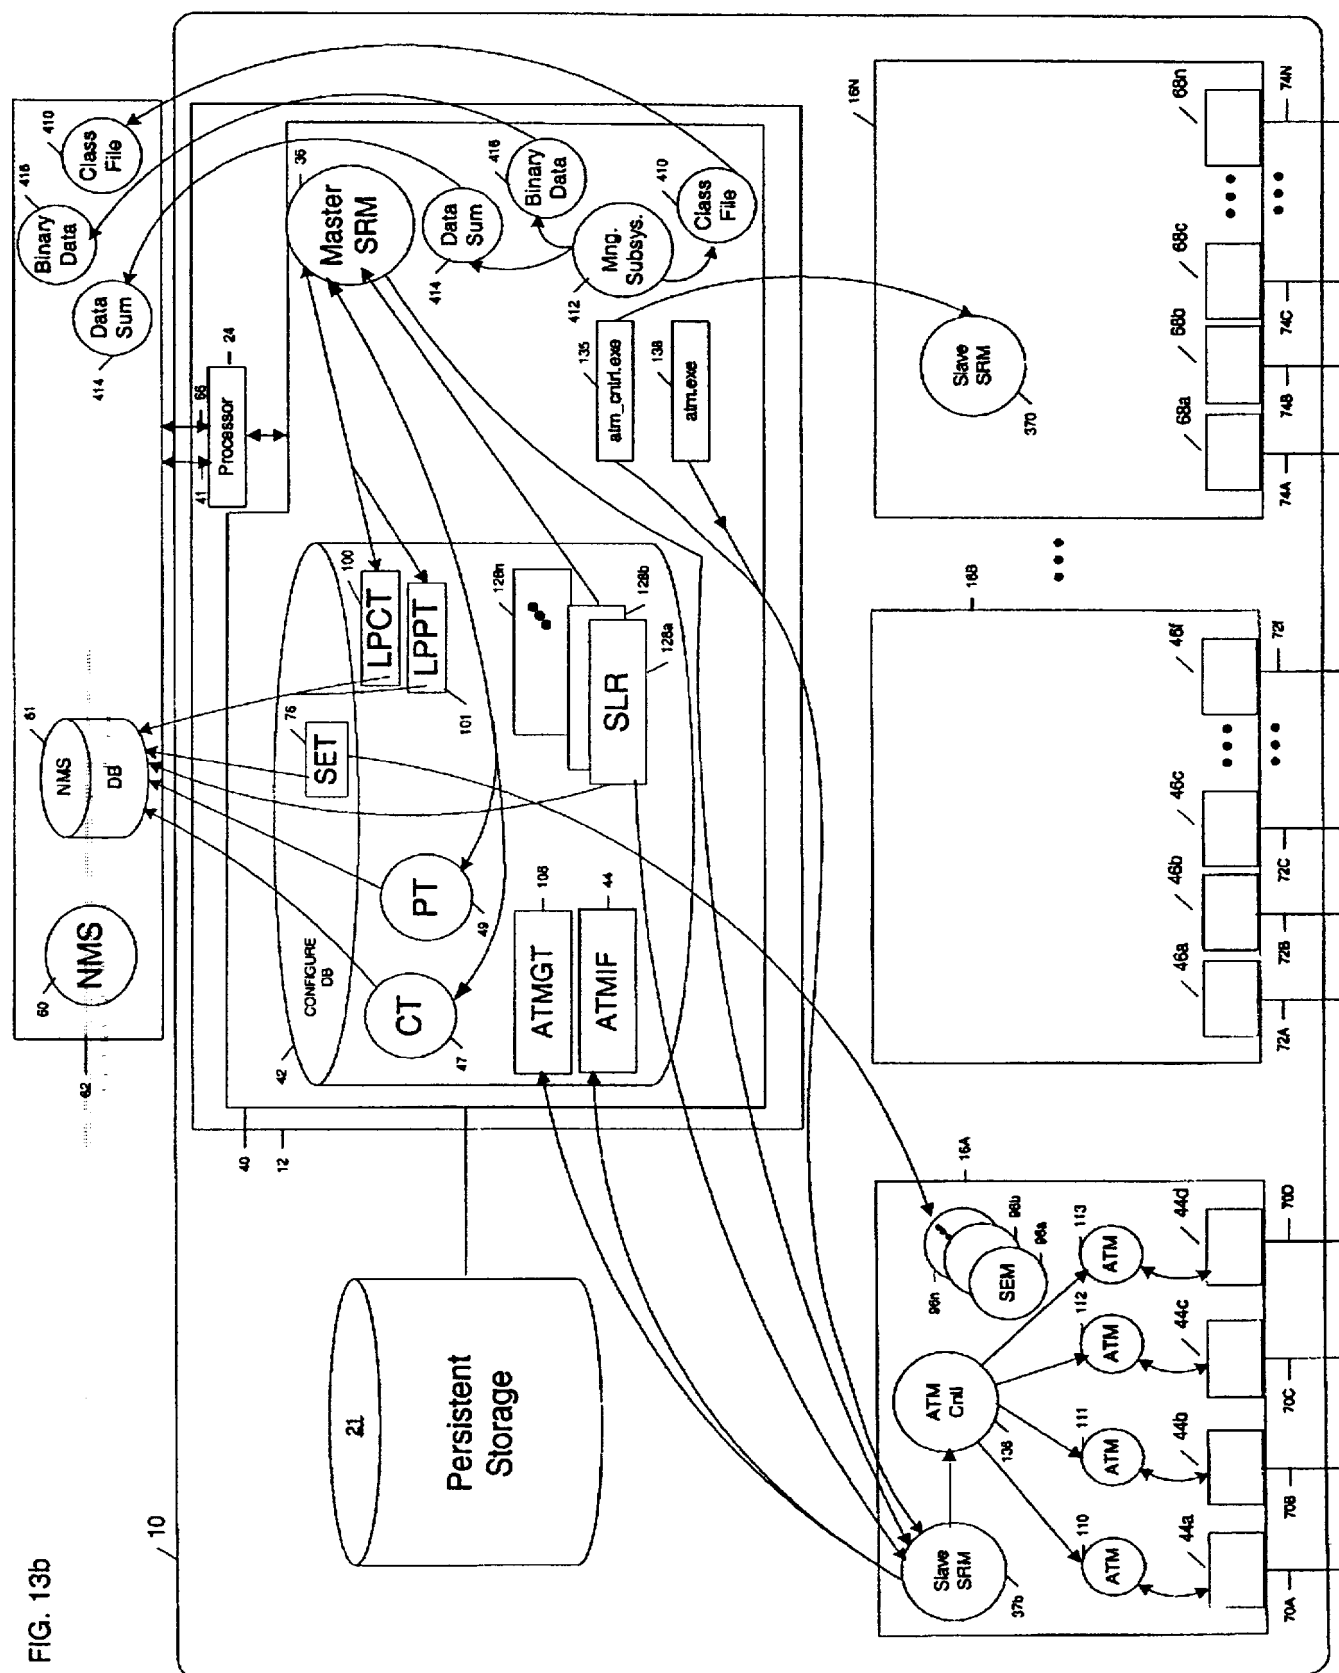 FIG. 13b
10
62
60
NMS
61
NMS
DB
414
Data
Sum
416
Binary
Data
410
Class
File
41
66
Processor
24
40
12
21
Persistent
Storage
42
CONFIGURE
DB
CT
47
PT
49
76
SET
100
LPCT
LPPT
101
36
Master
SRM
Data
Sum
414
Binary
Data
416
Mng.
Subsys.
412
Class
File
410
ATMGT
108
ATMIF
44
128n
128b
SLR
128a
135
atm_cntrl.exe
138
atm.exe
16A
Slave
SRM
37b
ATM
Cntl
136
96n
96b
96a
SEM
110
ATM
111
ATM
112
ATM
113
ATM
44a
44b
44c
44d
70A
70B
70C
70D
16B
46a
46b
46c
46f
72A
72B
72C
72f
16N
Slave
SRM
370
68a
68b
68c
68n
74A
74B
74C
74N